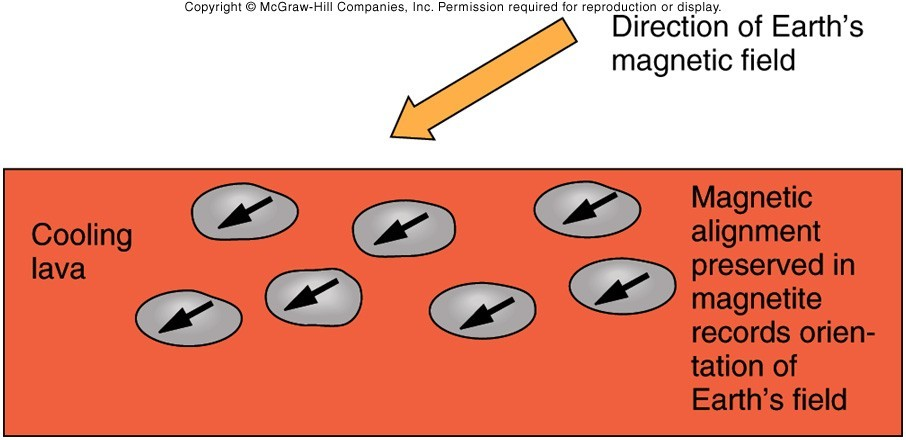 Copyright © McGraw-Hill Companies, Inc. Permission required for reproduction or display.
Direction of Earth's
magnetic field
Cooling
lava
Magnetic
alignment
preserved in
magnetite
records orien-
tation of
Earth's field